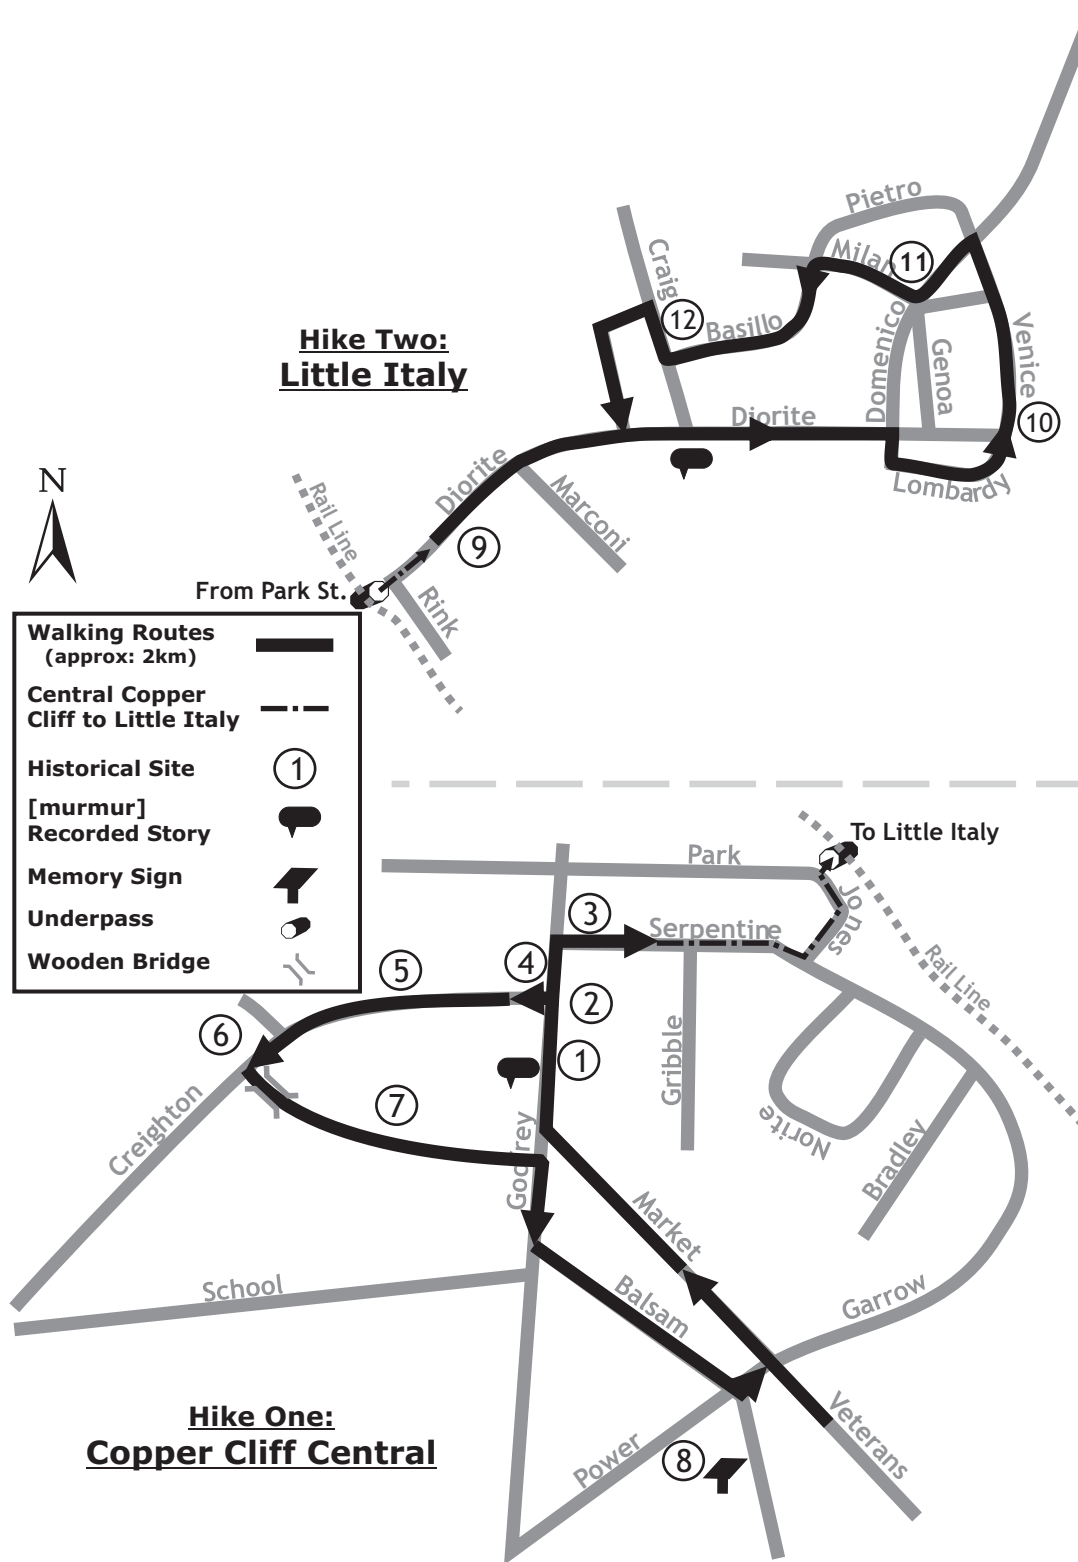 Pietro
Milan
11
Craig
12
Basillo
Hike Two:
Little Italy
Domenico
Genoa
Venice
Diorite
10
Lombardy
N
Rail Line
Diorite
Marconi
9
From Park St.
Rink
Walking Routes
(approx: 2km)
Central Copper
Cliff to Little Italy
Historical Site
1
[murmur]
Recorded Story
Memory Sign
Underpass
Wooden Bridge
To Little Italy
Park
Jones
3
Serpentine
4
5
2
Rail Line
6
1
Gribble
7
Norite
Creighton
Godfrey
Bradley
Market
School
Balsam
Garrow
Hike One:
Copper Cliff Central
Veterans
Power
8